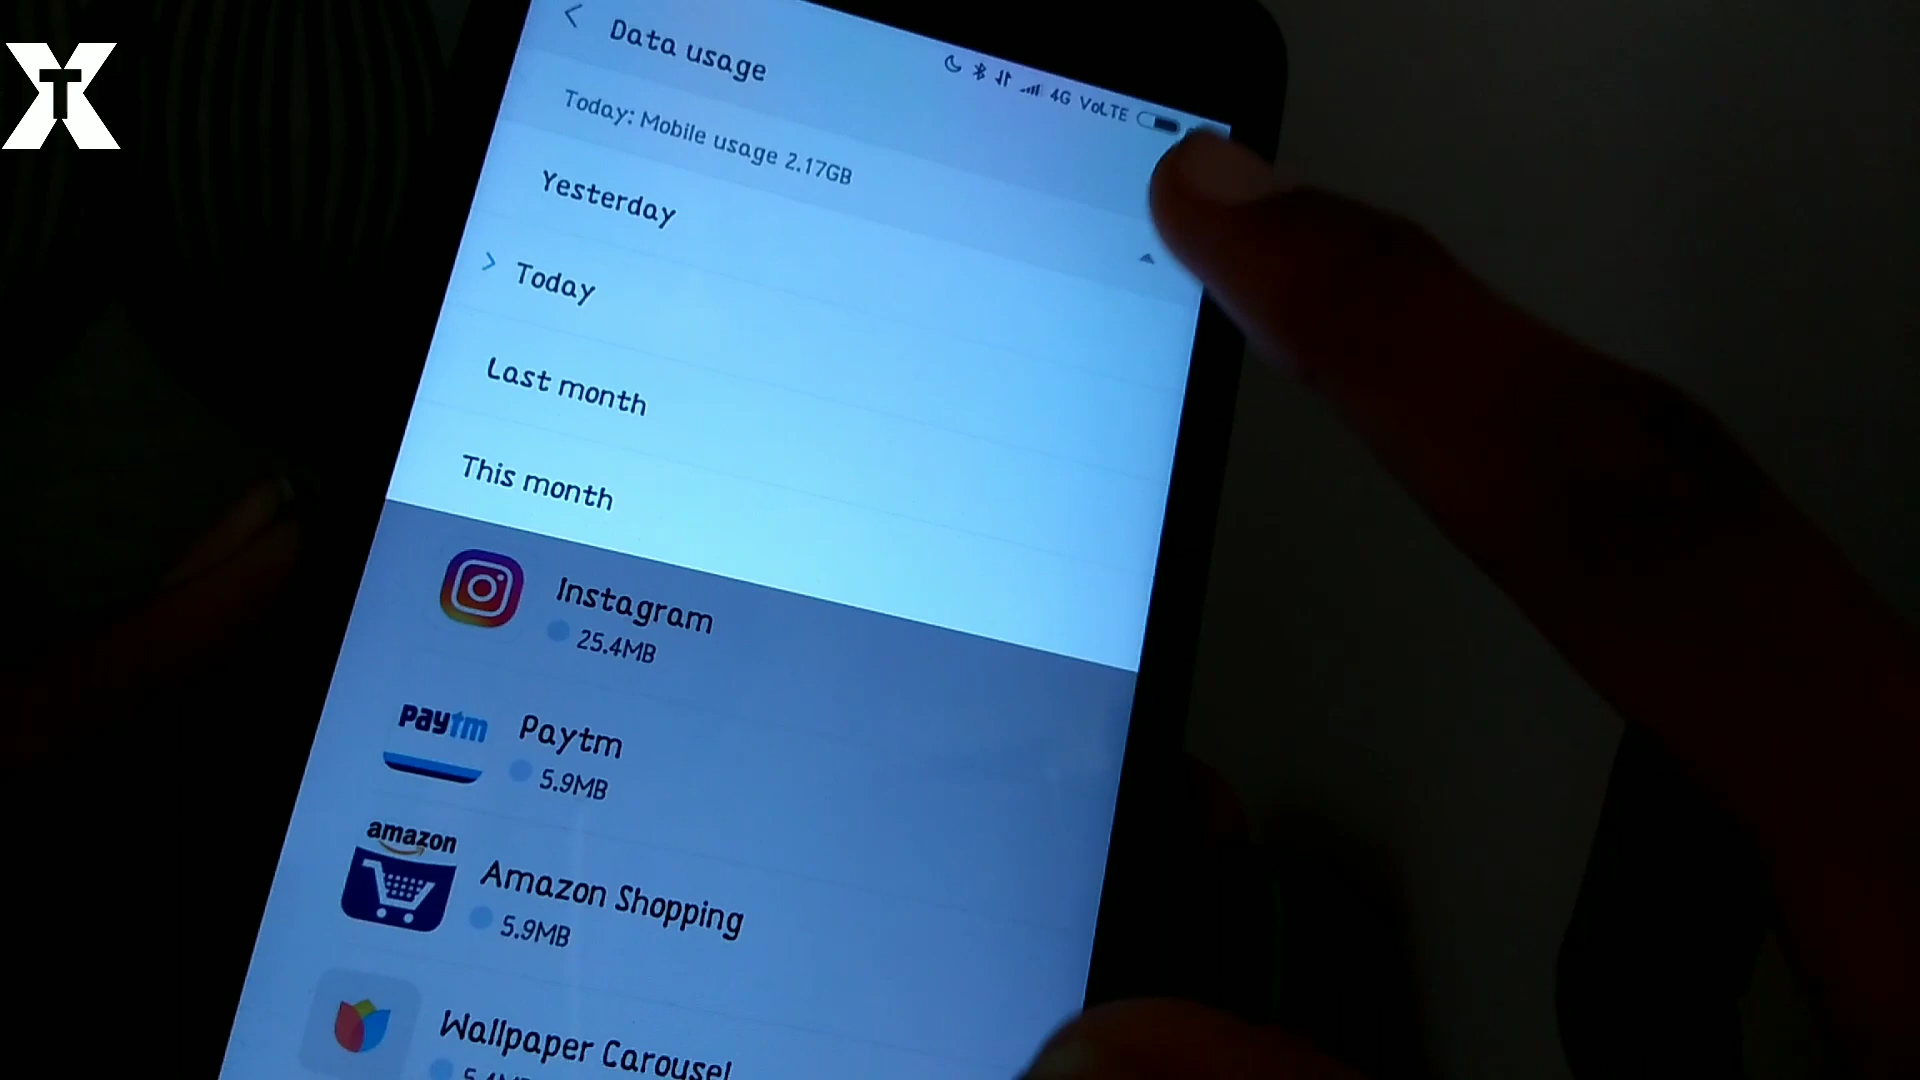 XT
Data usage
4G VoLTE
Today: Mobile usage 2.17GB
Yesterday
Today
Last month
This month
Instagram
25.4MB
paytm
Paytm
5.9MB
amazon
Amazon Shopping
5.9MB
Wallpaper Carousel